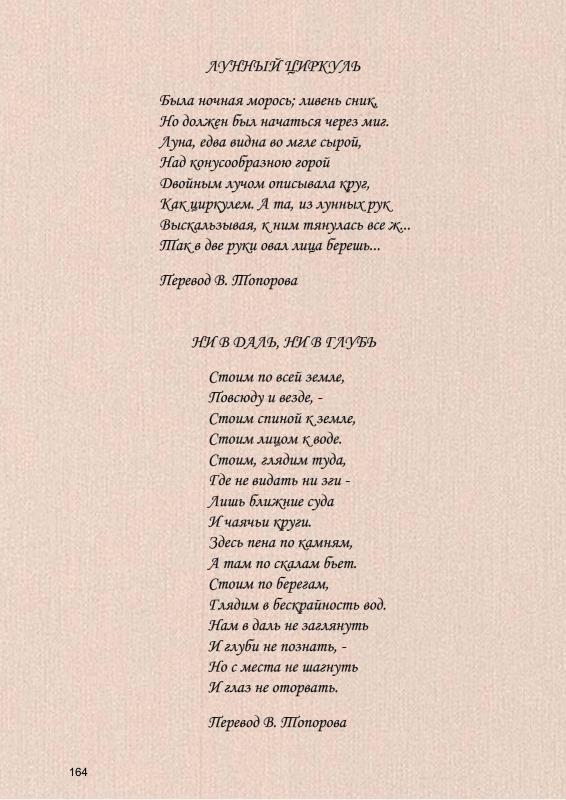 ЛУННЫЙ ЦИРКУЛЬ
Была ночная морось; ливень сник,
Но должен был начаться через миг.
Луна, едва видна во мгле сырой,
Над конусообразною горой
Двойным лучом описывала круг,
Как циркулем. А та, из лунных рук
Выскальзывая, к ним тянулась все ж...
Так в две руки овал лица берешь...
Перевод В. Топорова
НИ В ДАЛЬ, НИ В ГЛУБЬ
Стоим по всей земле,
Повсюду и везде, -
Стоим спиной к земле,
Стоим лицом к воде.
Стоим, глядим туда,
Где не видать ни зги -
Лишь ближние суда
И чаячьи круги.
Здесь пена по камням,
А там по скалам бьет.
Стоим по берегам,
Глядим в бескрайность вод.
Нам в даль не заглянуть
И глуби не познать, -
Но с места не шагнуть
И глаз не оторвать.
Перевод В. Топорова
164